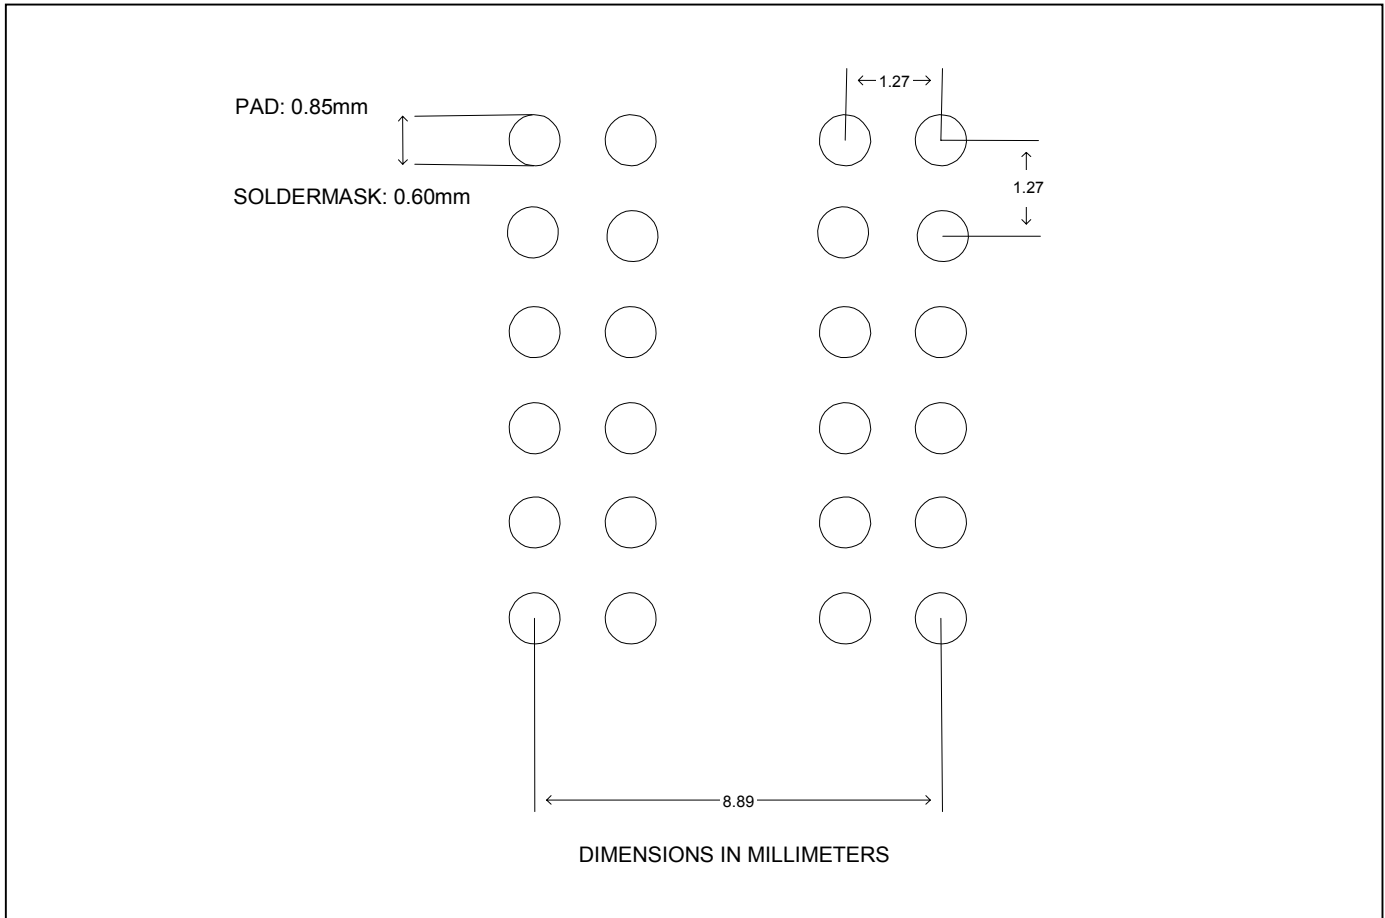 1.27
PAD: 0.85mm
1.27
SOLDERMASK: 0.60mm
8.89
DIMENSIONS IN MILLIMETERS